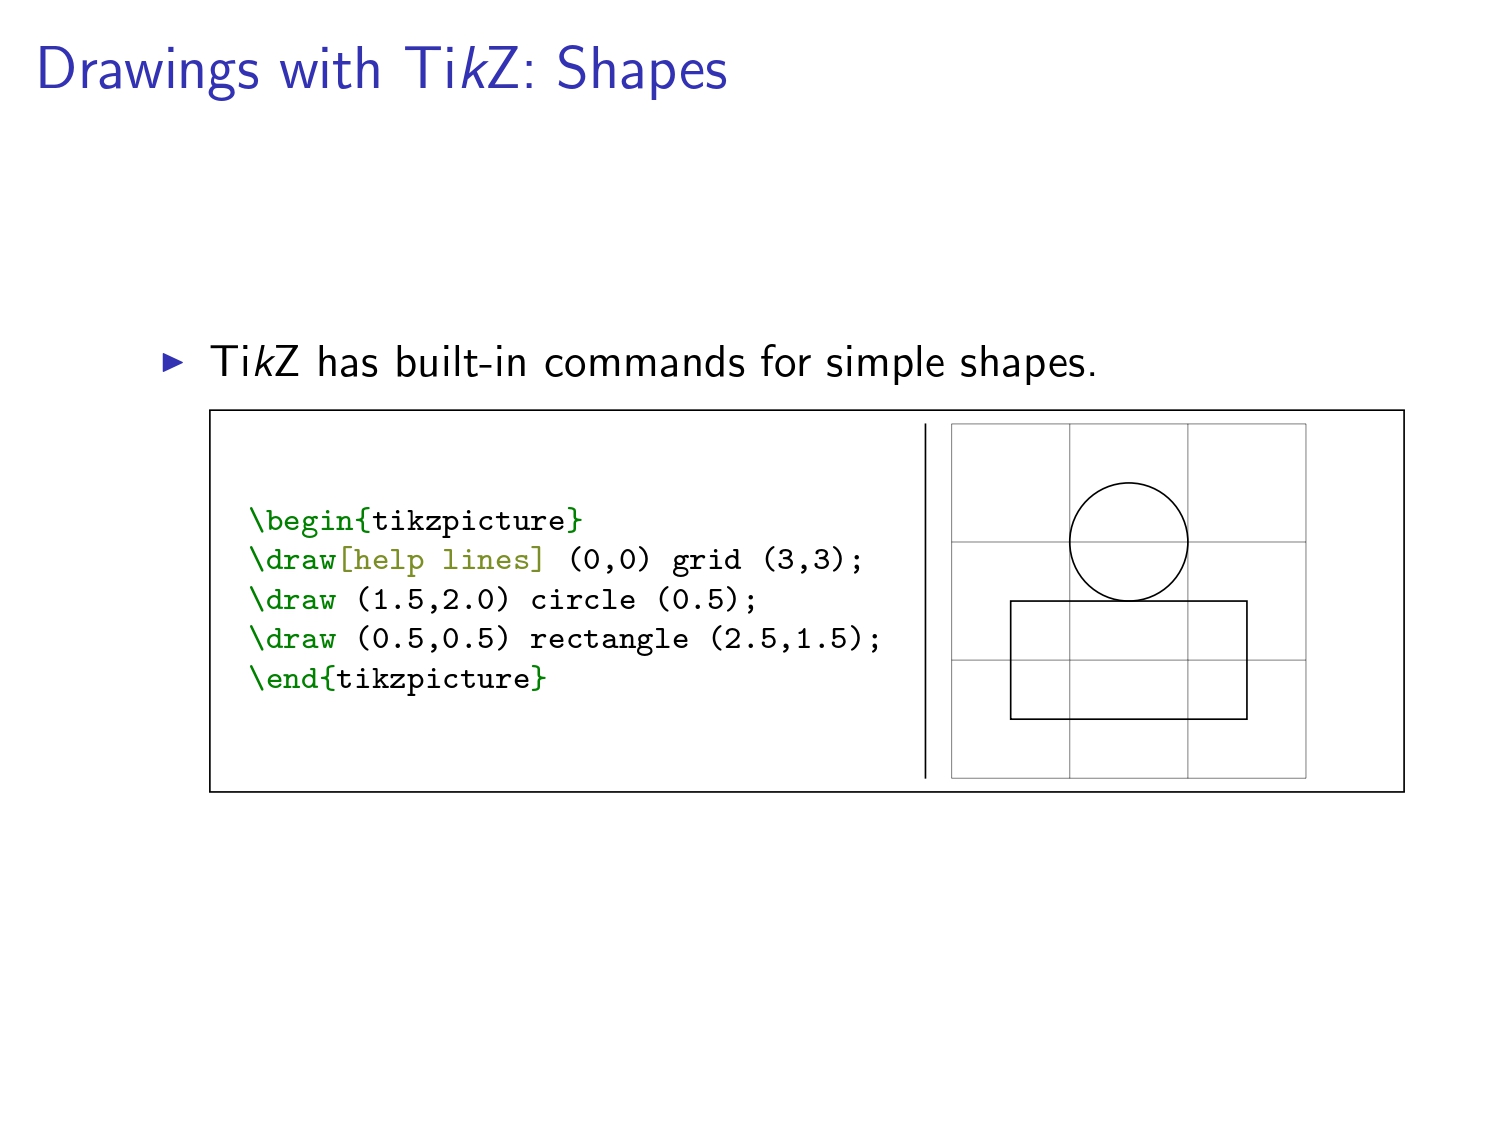 Drawings with TikZ: Shapes
▶ TikZ has built-in commands for simple shapes.
\begin{tikzpicture}
\draw[help lines] (0,0) grid (3,3);
\draw (1.5,2.0) circle (0.5);
\draw (0.5,0.5) rectangle (2.5,1.5);
\end{tikzpicture}